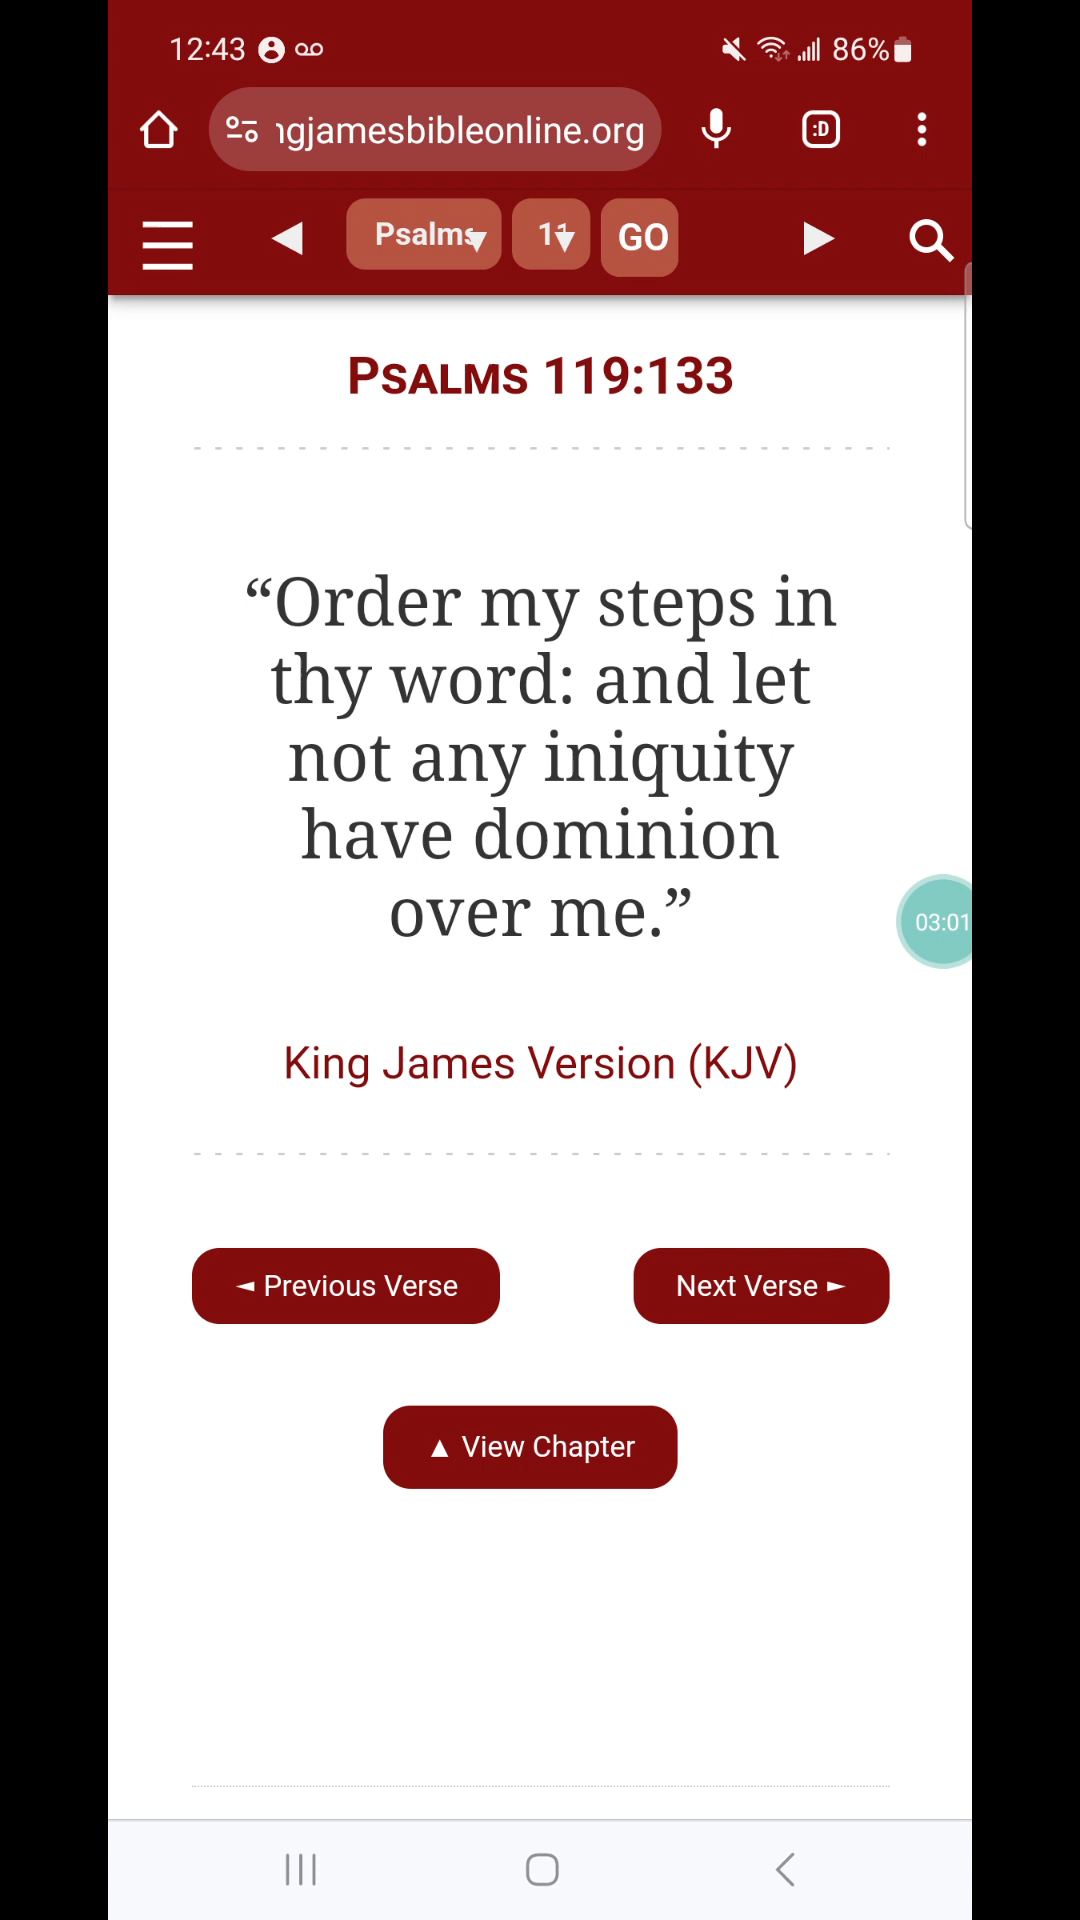 12:43 86%
ngjamesbibleonline.org :D
Psalms 11 GO
PSALMS 119:133
“Order my steps in
thy word: and let
not any iniquity
have dominion
over me.”
03:01
King James Version (KJV)
◄ Previous Verse Next Verse ►
▲ View Chapter